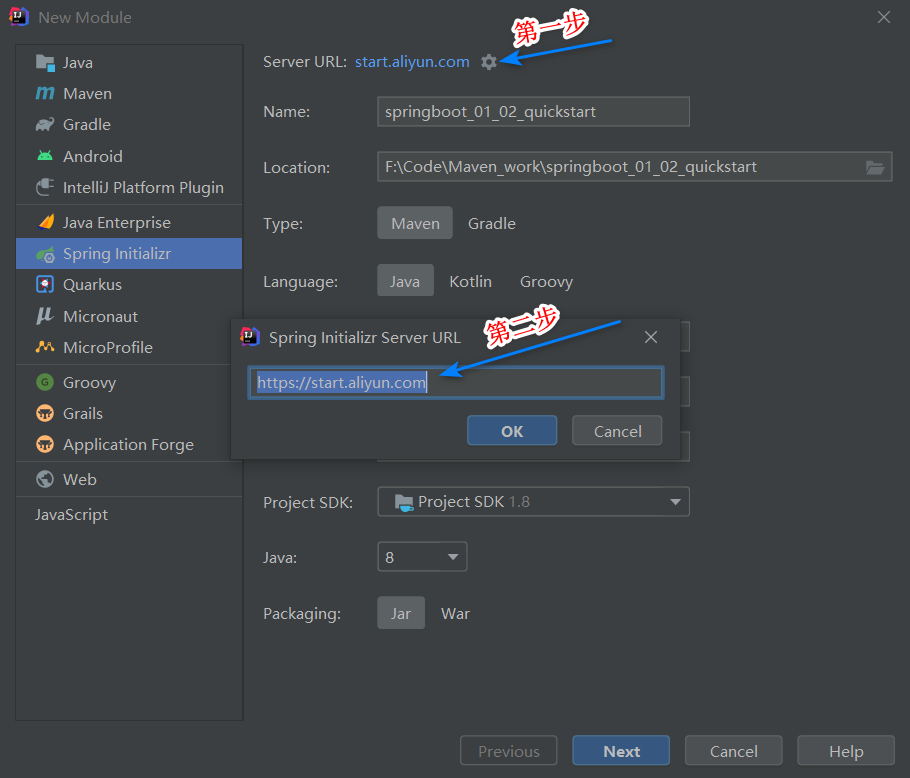 New Module
Java
Maven
Gradle
Android
IntelliJ Platform Plugin
Java Enterprise
Spring Initializr
Quarkus
Micronaut
MicroProfile
Groovy
Grails
Application Forge
Web
JavaScript
第一步
Server URL: start.aliyun.com
Name: springboot_01_02_quickstart
Location: F:\Code\Maven_work\springboot_01_02_quickstart
Type: Maven Gradle
Language: Java Kotlin Groovy
第二步
Spring Initializr Server URL
https://start.aliyun.com
OK Cancel
Project SDK: Project SDK 1.8
Java: 8
Packaging: Jar War
Previous Next Cancel Help